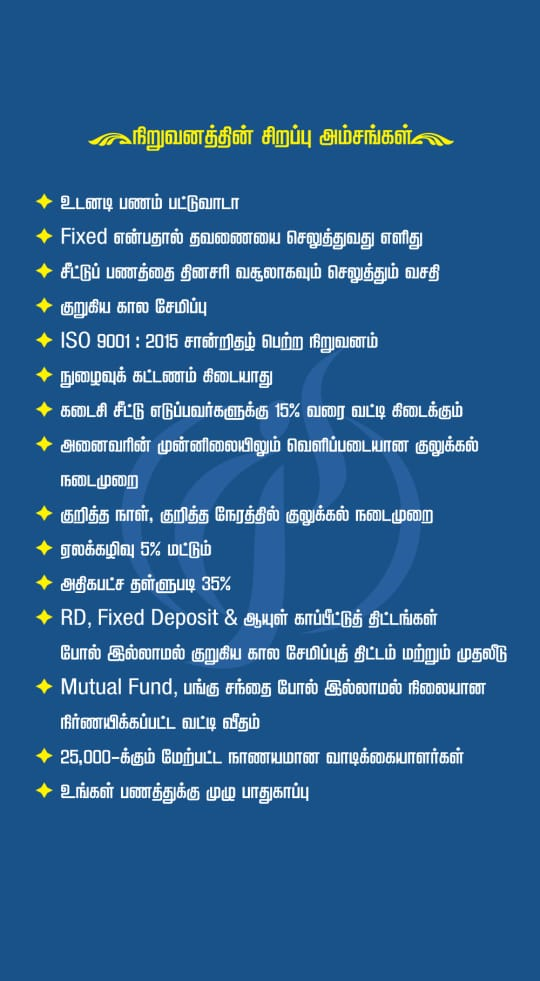 நிறுவனத்தின் சிறப்பு அம்சங்கள்
உடனடி பணம் பட்டுவாடா
Fixed என்பதால் தவணையை செலுத்துவது எளிது
சீட்டுப் பணத்தை தினசரி வசூலாகவும் செலுத்தும் வசதி
குறுகிய கால சேமிப்பு
ISO 9001 : 2015 சான்றிதழ் பெற்ற நிறுவனம்
நுழைவுக் கட்டணம் கிடையாது
கடைசி சீட்டு எடுப்பவர்களுக்கு 15% வரை வட்டி கிடைக்கும்
அனைவரின் முன்னிலையிலும் வெளிப்படையான குலுக்கல்
நடைமுறை
குறித்த நாள், குறித்த நேரத்தில் குலுக்கல் நடைமுறை
ஏலக்கழிவு 5% மட்டும்
அதிகபட்ச தள்ளுபடி 35%
RD, Fixed Deposit & ஆயுள் காப்பீட்டுத் திட்டங்கள்
போல் இல்லாமல் குறுகிய கால சேமிப்புத் திட்டம் மற்றும் முதலீடு
Mutual Fund, பங்கு சந்தை போல் இல்லாமல் நிலையான
நிர்ணயிக்கப்பட்ட வட்டி வீதம்
25,000-க்கும் மேற்பட்ட நாணயமான வாடிக்கையாளர்கள்
உங்கள் பணத்துக்கு முழு பாதுகாப்பு